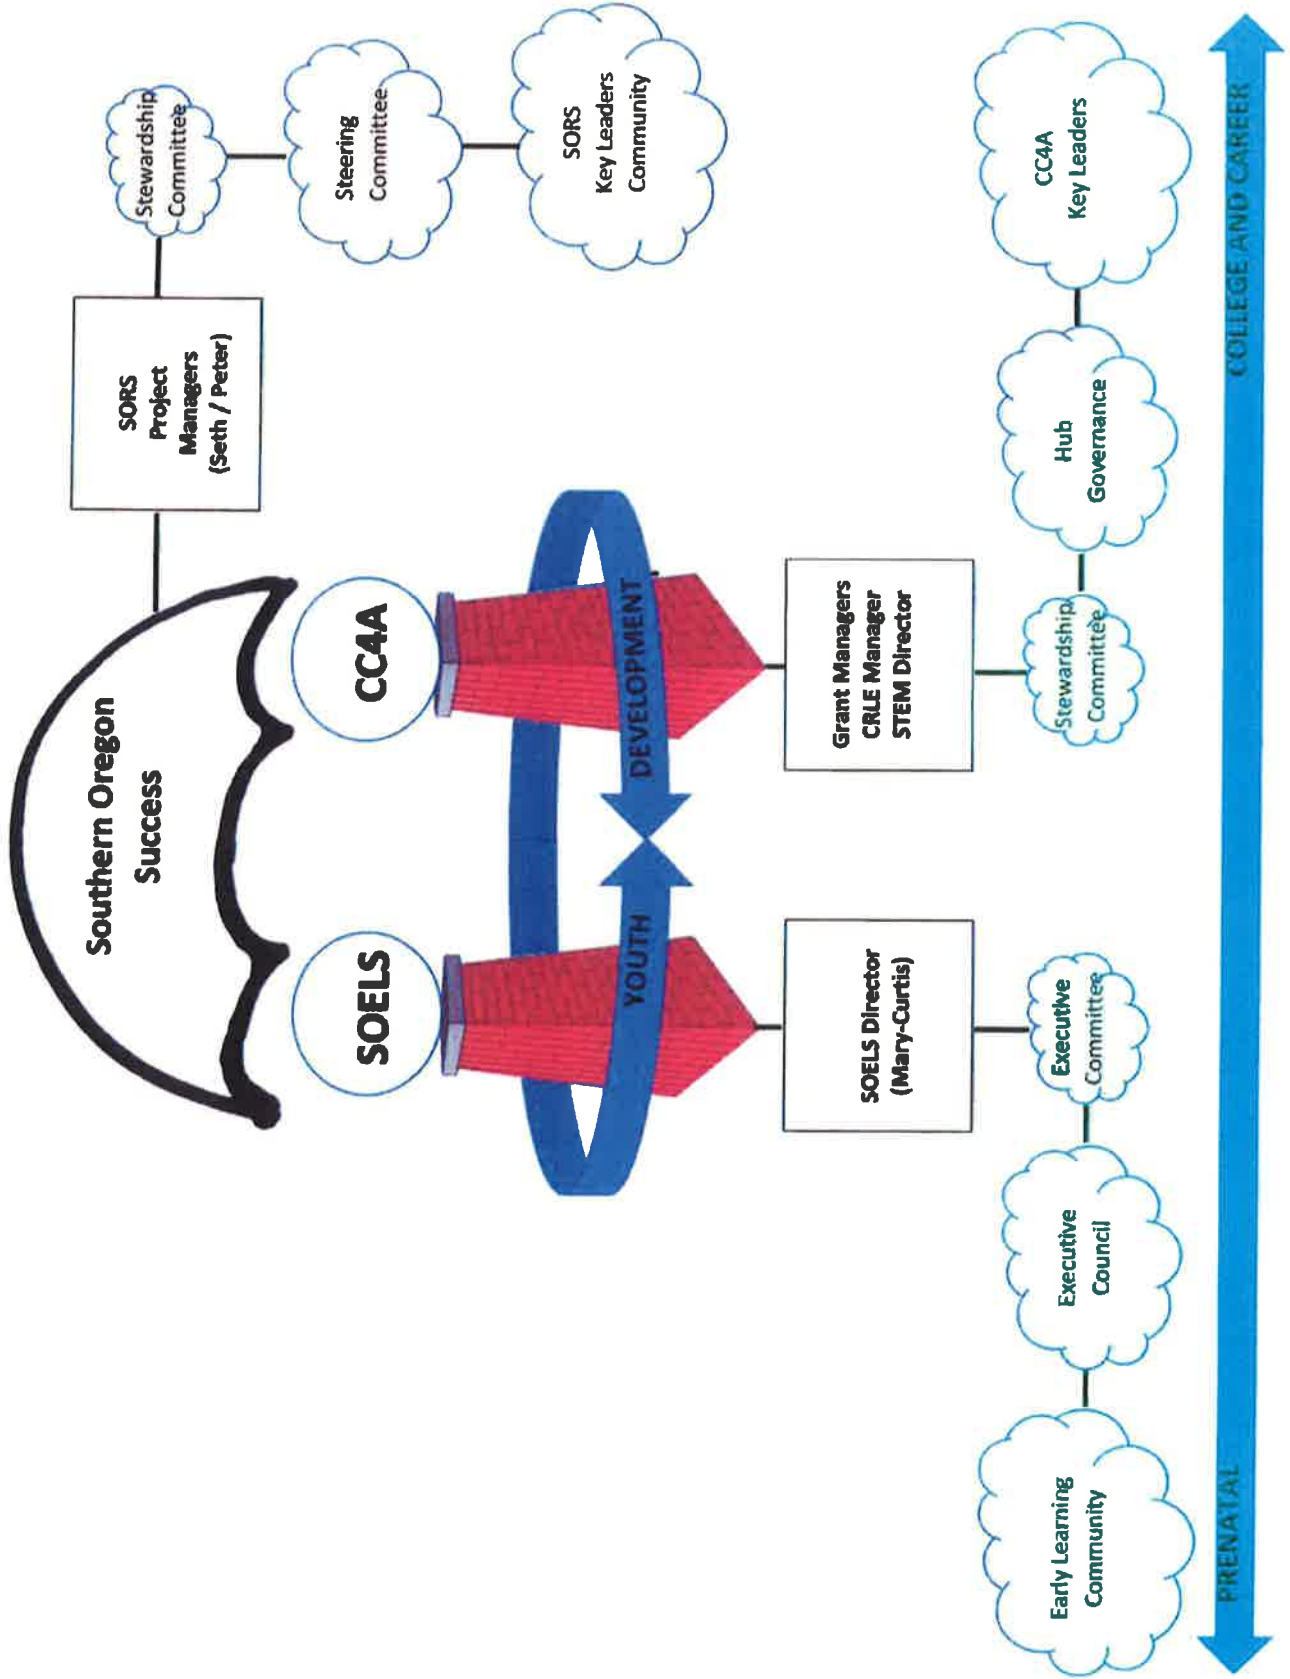 Southern Oregon
Success
SORS
Project
Managers
(Seth / Peter)
Stewardship
Committee
Steering
Committee
SORS
Key Leaders
Community
SOELS
CC4A
YOUTH
DEVELOPMENT
SOELS Director
(Mary-Curtis)
Grant Managers
CRLE Manager
STEM Director
Early Learning
Community
Executive
Council
Executive
Committee
Stewardship
Committee
Hub
Governance
CC4A
Key Leaders
PRENATAL
COLLEGE AND CAREER